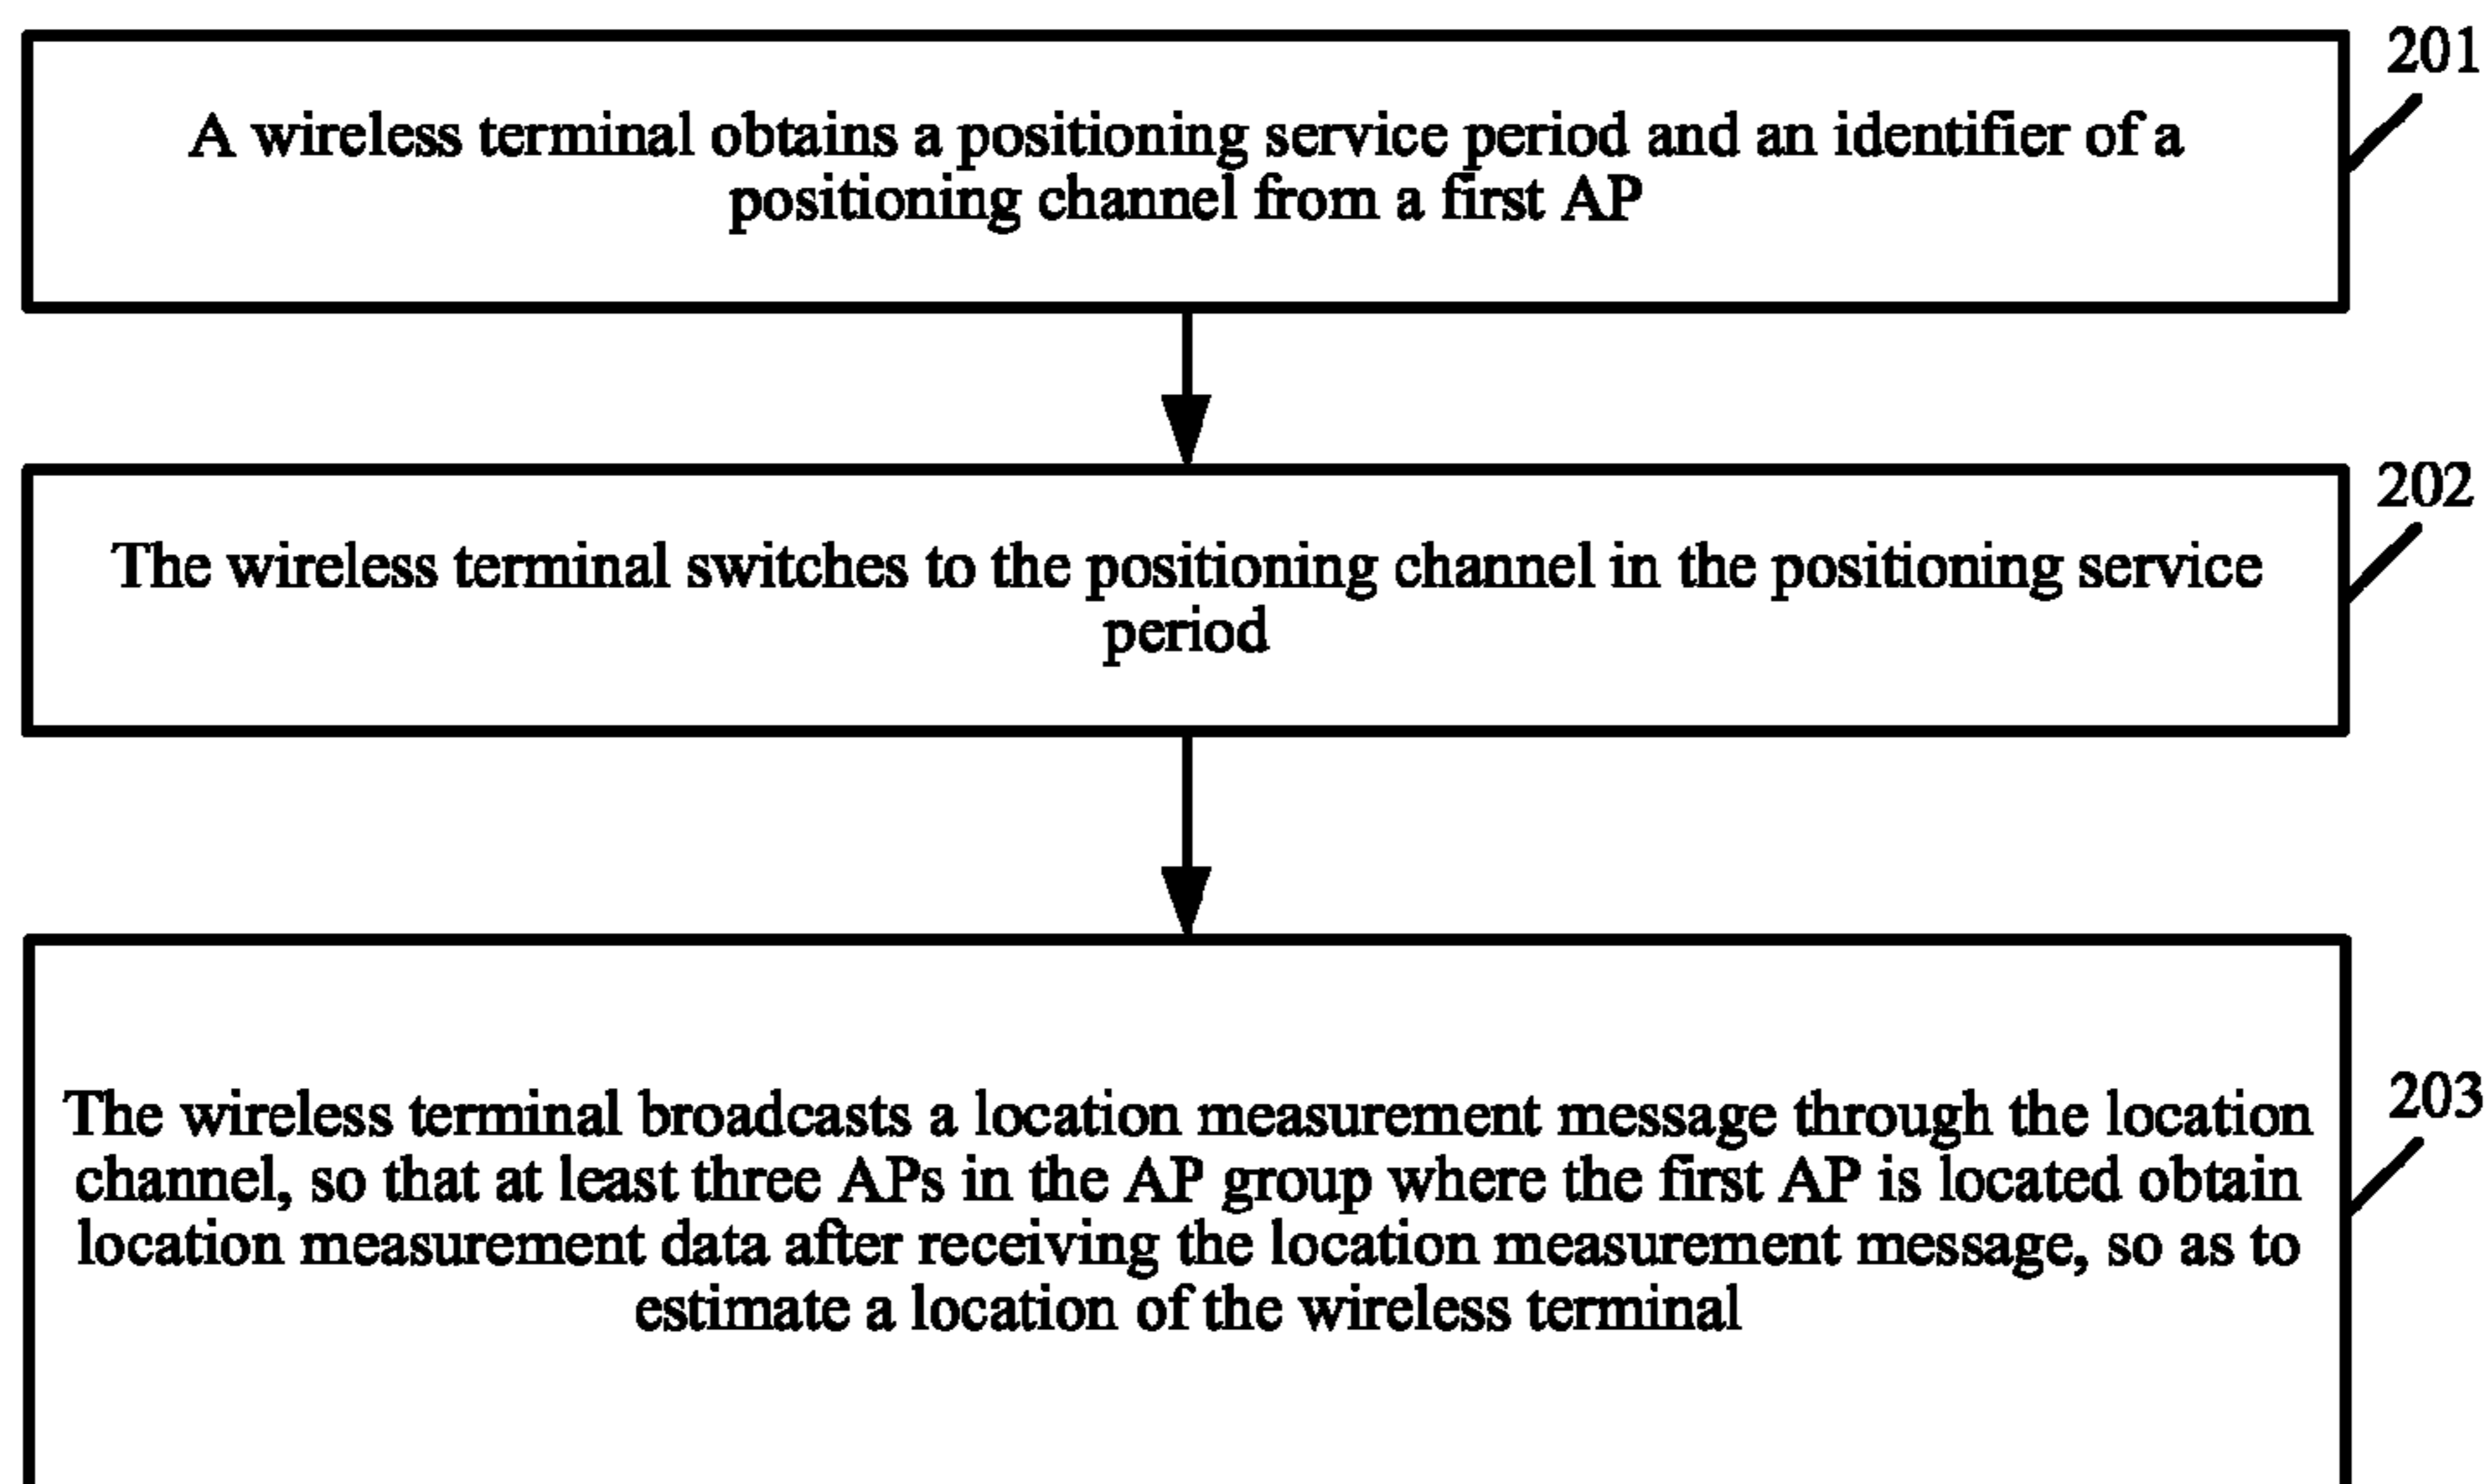 201
A wireless terminal obtains a positioning service period and an identifier of a
positioning channel from a first AP
202
The wireless terminal switches to the positioning channel in the positioning service
period
203
The wireless terminal broadcasts a location measurement message through the location
channel, so that at least three APs in the AP group where the first AP is located obtain
location measurement data after receiving the location measurement message, so as to
estimate a location of the wireless terminal